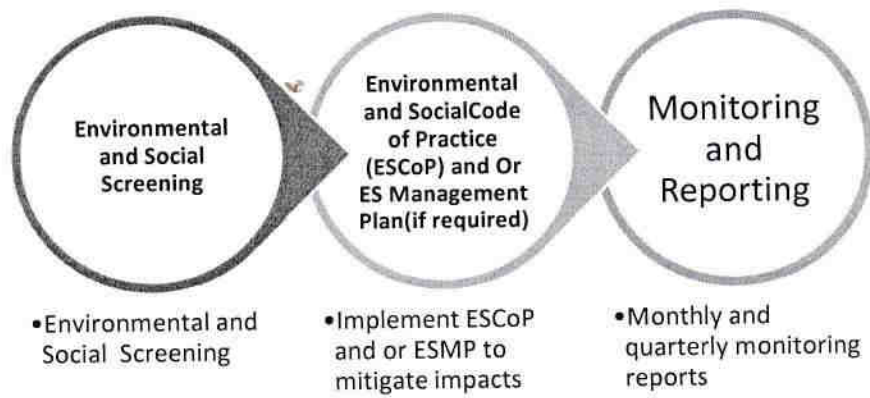 Environmental
and Social
Screening
Environmental
and SocialCode
of Practice
(ESCoP) and Or
ES Management
Plan(if required)
Monitoring
and
Reporting
•Environmental and
Social Screening
•Implement ESCoP
and or ESMP to
mitigate impacts
•Monthly and
quarterly monitoring
reports